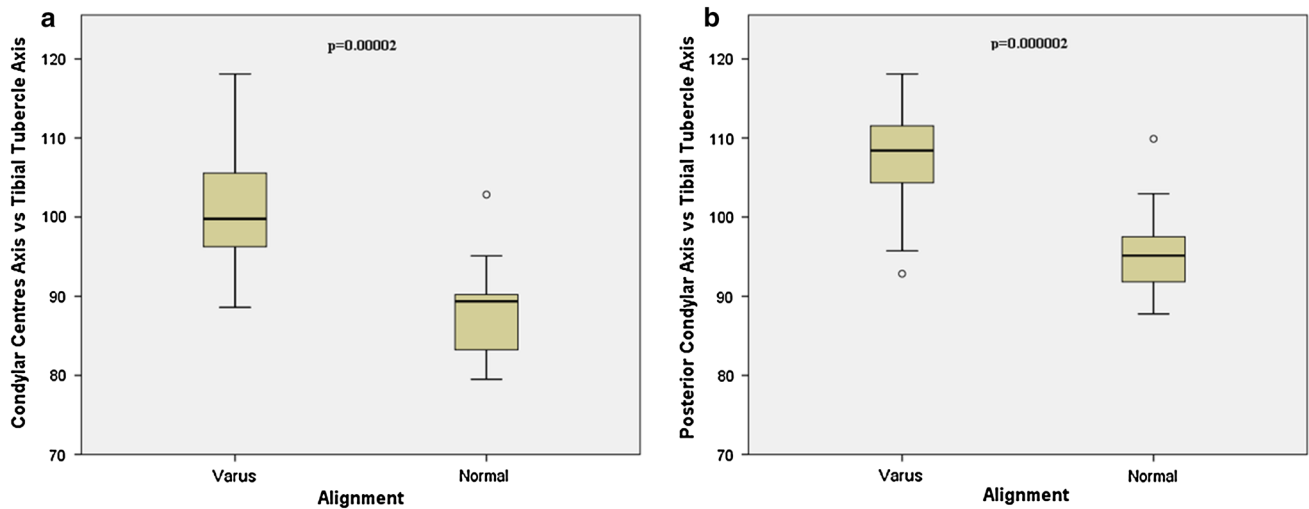 a
p=0.00002
Condylar Centres Axis vs Tibial Tubercle Axis
120
110
100
90
80
70
Varus
Normal
Alignment
b
p=0.000002
Posterior Condylar Axis vs Tibial Tubercle Axis
120
110
100
90
80
70
Varus
Normal
Alignment